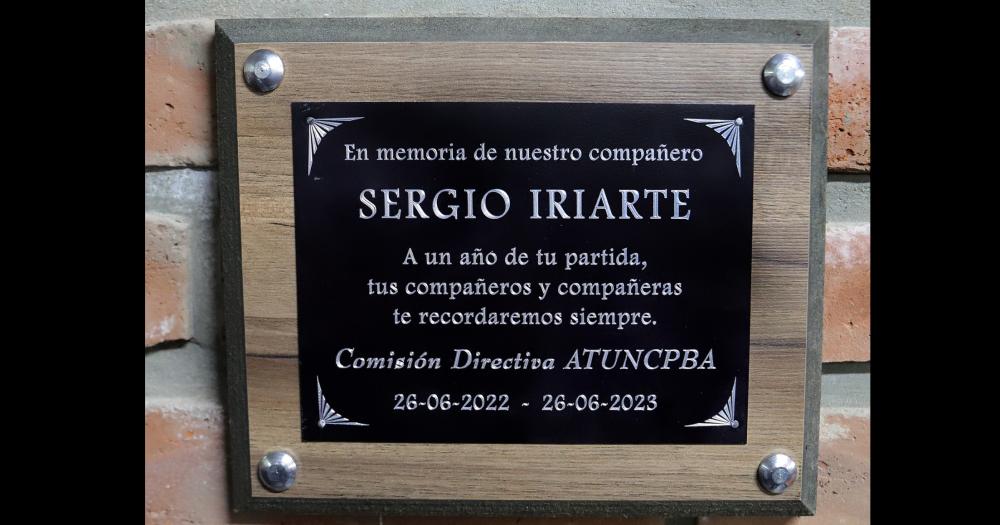 En memoria de nuestro compañero
SERGIO IRIARTE
A un año de tu partida,
tus compañeros y compañeras
te recordaremos siempre.
Comisión Directiva ATUNCPBA
26-06-2022 - 26-06-2023